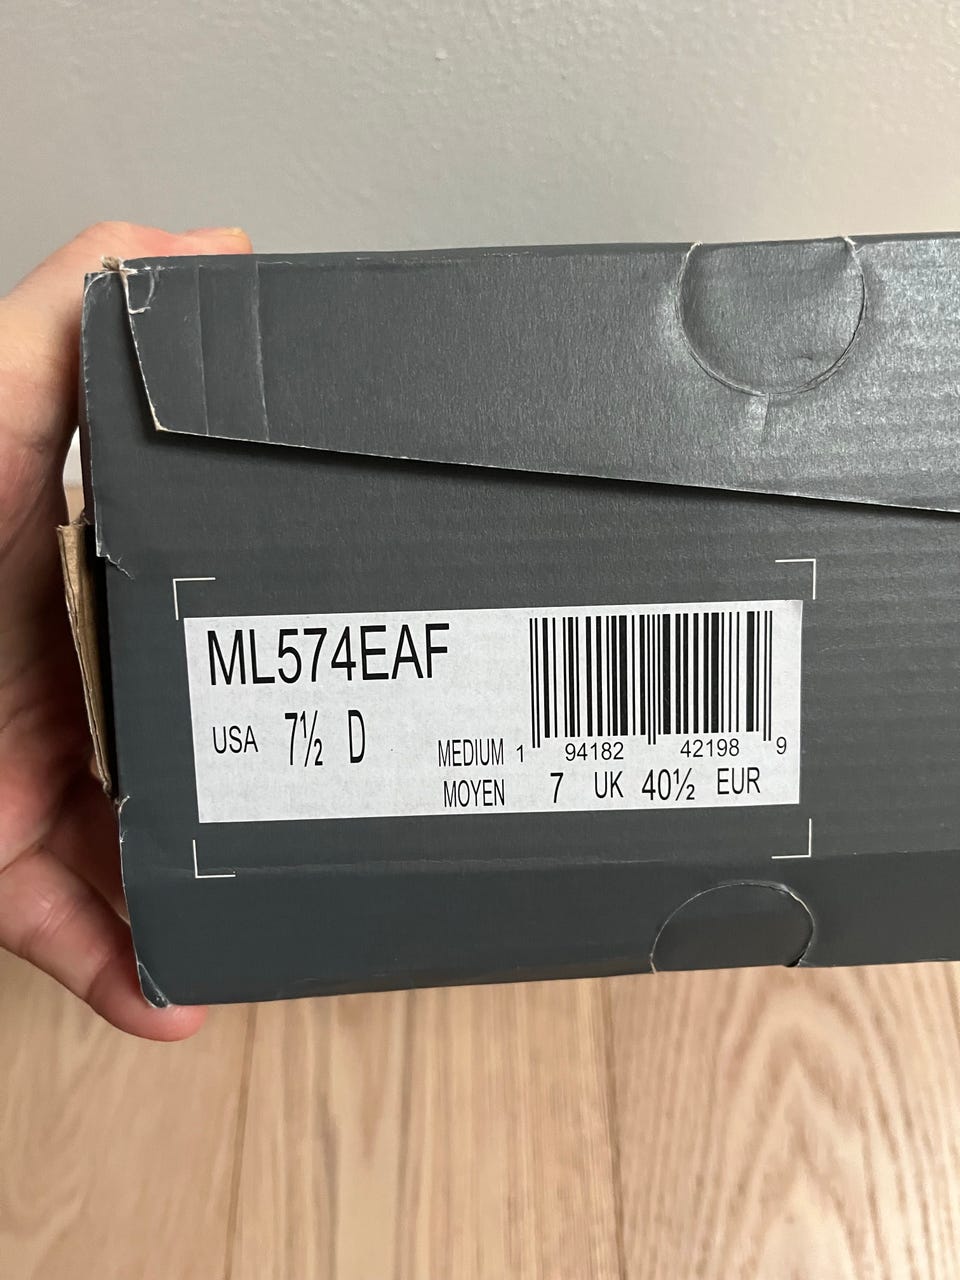 ML574EAF
USA 7½ D
MEDIUM 1 94182 42198 9
MOYEN 7 UK 40½ EUR